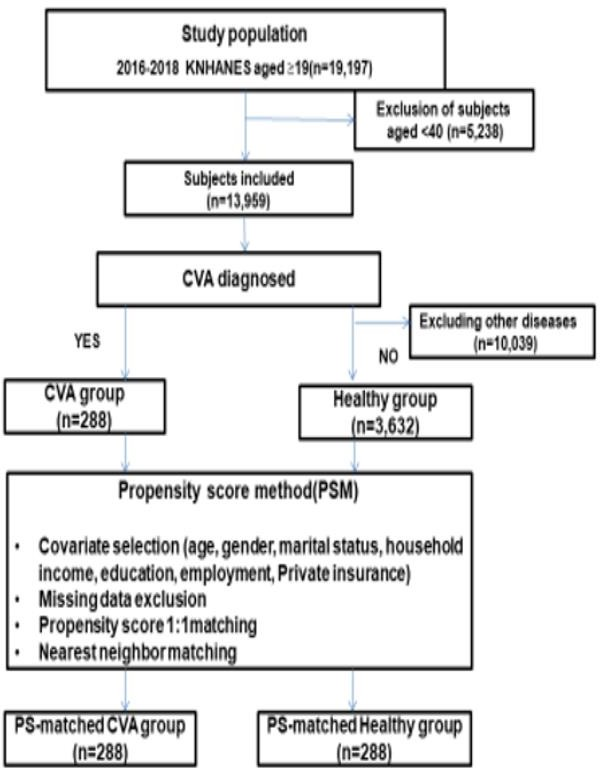 Study population
2016-2018 KNHANES aged ≥19(n=19,197)
Exclusion of subjects
aged <40 (n=5,238)
Subjects included
(n=13,959)
CVA diagnosed
Excluding other diseases
(n=10,039)
YES
NO
CVA group
(n=288)
Healthy group
(n=3,632)
Propensity score method(PSM)
• Covariate selection (age, gender, marital status, household
income, education, employment, Private insurance)
• Missing data exclusion
• Propensity score 1:1matching
• Nearest neighbor matching
PS-matched CVA group
(n=288)
PS-matched Healthy group
(n=288)